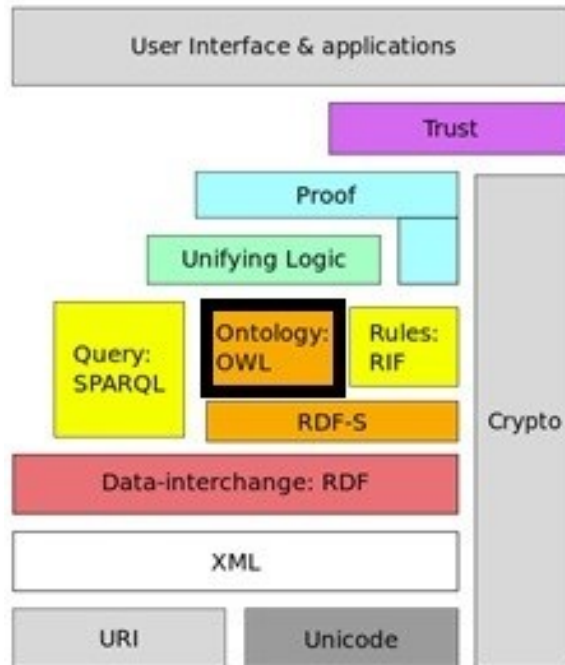 User Interface & applications
Trust
Proof
Unifying Logic
Query:
SPARQL
Ontology:
OWL
Rules:
RIF
RDF-S
Crypto
Data-interchange: RDF
XML
URI
Unicode